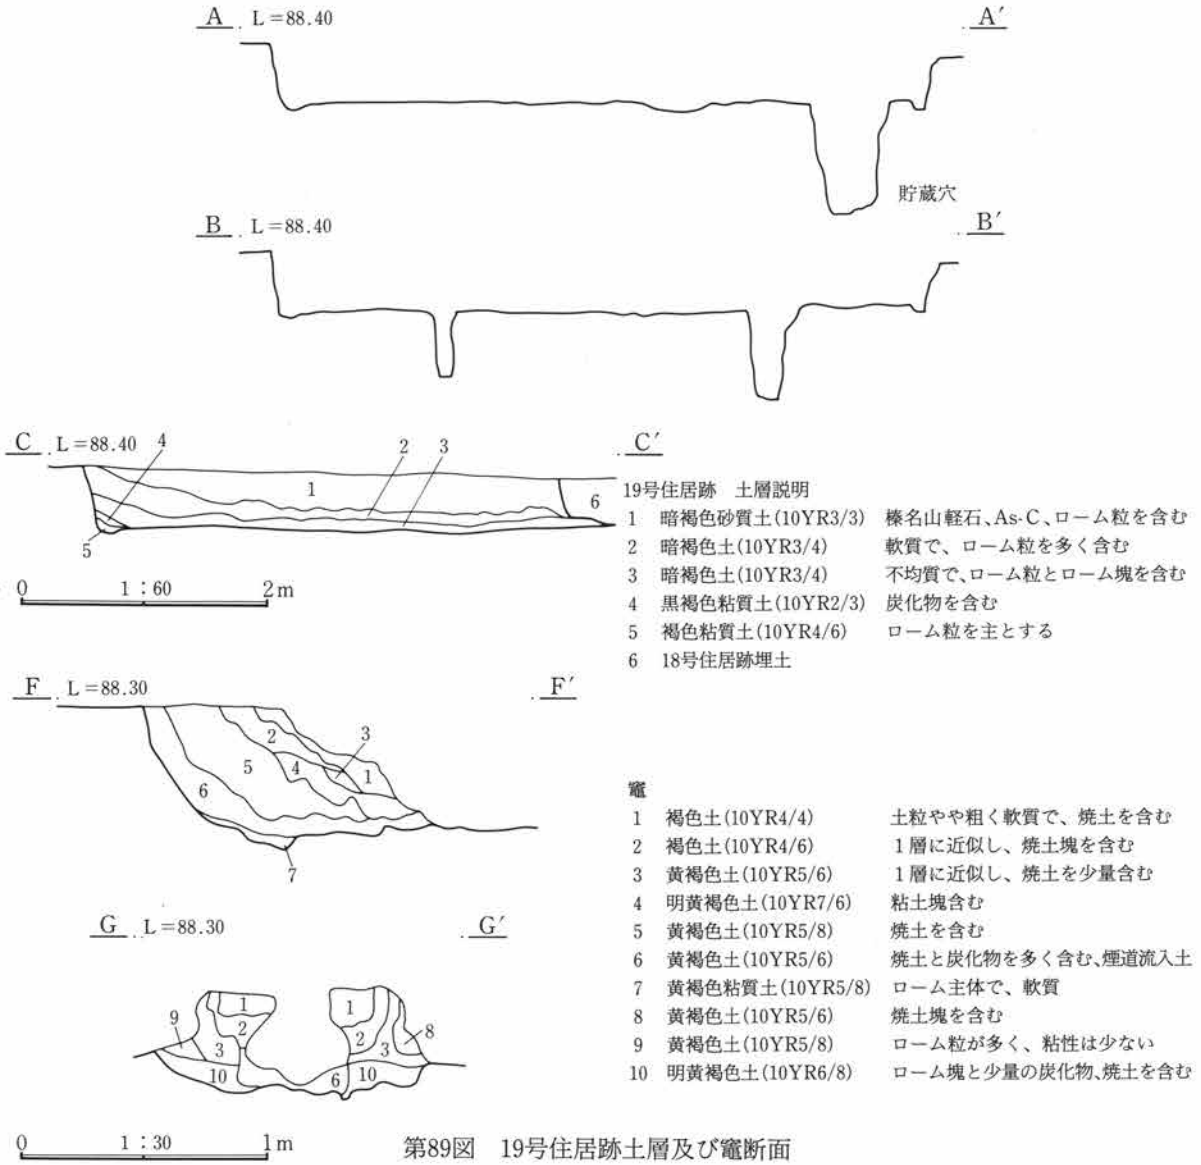 A L=88.40 A′
貯蔵穴
B L=88.40 B′
C L=88.40 4 2 3 C′
1
6
5
0 1:60 2m
19号住居跡 土層説明
1 暗褐色砂質土(10YR3/3) 榛名山軽石、As-C、ローム粒を含む
2 暗褐色土(10YR3/4) 軟質で、ローム粒を多く含む
3 暗褐色土(10YR3/4) 不均質で、ローム粒とローム塊を含む
4 黒褐色粘質土(10YR2/3) 炭化物を含む
5 褐色粘質土(10YR4/6) ローム粒を主とする
6 18号住居跡埋土
F L=88.30 F′
2 3
5 4 1
6
7
G L=88.30 G′
1 1
9 2 2 8
3 3
10 6 10
0 1:30 1m
竈
1 褐色土(10YR4/4) 土粒やや粗く軟質で、焼土を含む
2 褐色土(10YR4/6) 1層に近似し、焼土塊を含む
3 黄褐色土(10YR5/6) 1層に近似し、焼土を少量含む
4 明黄褐色土(10YR7/6) 粘土塊含む
5 黄褐色土(10YR5/8) 焼土を含む
6 黄褐色土(10YR5/6) 焼土と炭化物を多く含む、煙道流入土
7 黄褐色粘質土(10YR5/8) ローム主体で、軟質
8 黄褐色土(10YR5/6) 焼土塊を含む
9 黄褐色土(10YR5/8) ローム粒が多く、粘性は少ない
10 明黄褐色土(10YR6/8) ローム塊と少量の炭化物、焼土を含む
第89図 19号住居跡土層及び竈断面